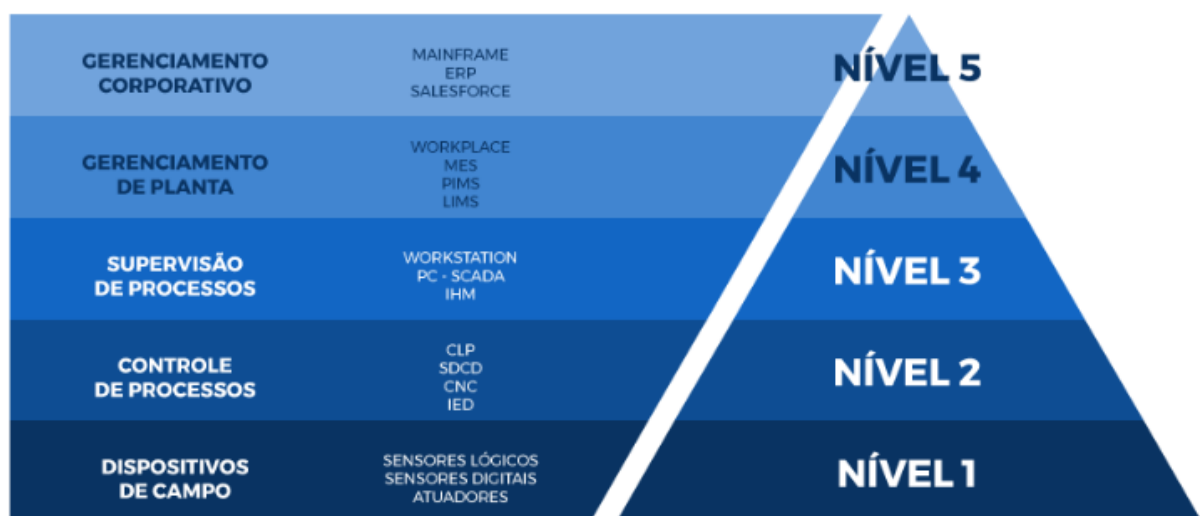 GERENCIAMENTO
CORPORATIVO
MAINFRAME
ERP
SALESFORCE
NÍVEL 5
GERENCIAMENTO
DE PLANTA
WORKPLACE
MES
PIMS
LIMS
NÍVEL 4
SUPERVISÃO
DE PROCESSOS
WORKSTATION
PC - SCADA
IHM
NÍVEL 3
CONTROLE
DE PROCESSOS
CLP
SDCD
CNC
IED
NÍVEL 2
DISPOSITIVOS
DE CAMPO
SENSORES LÓGICOS
SENSORES DIGITAIS
ATUADORES
NÍVEL 1